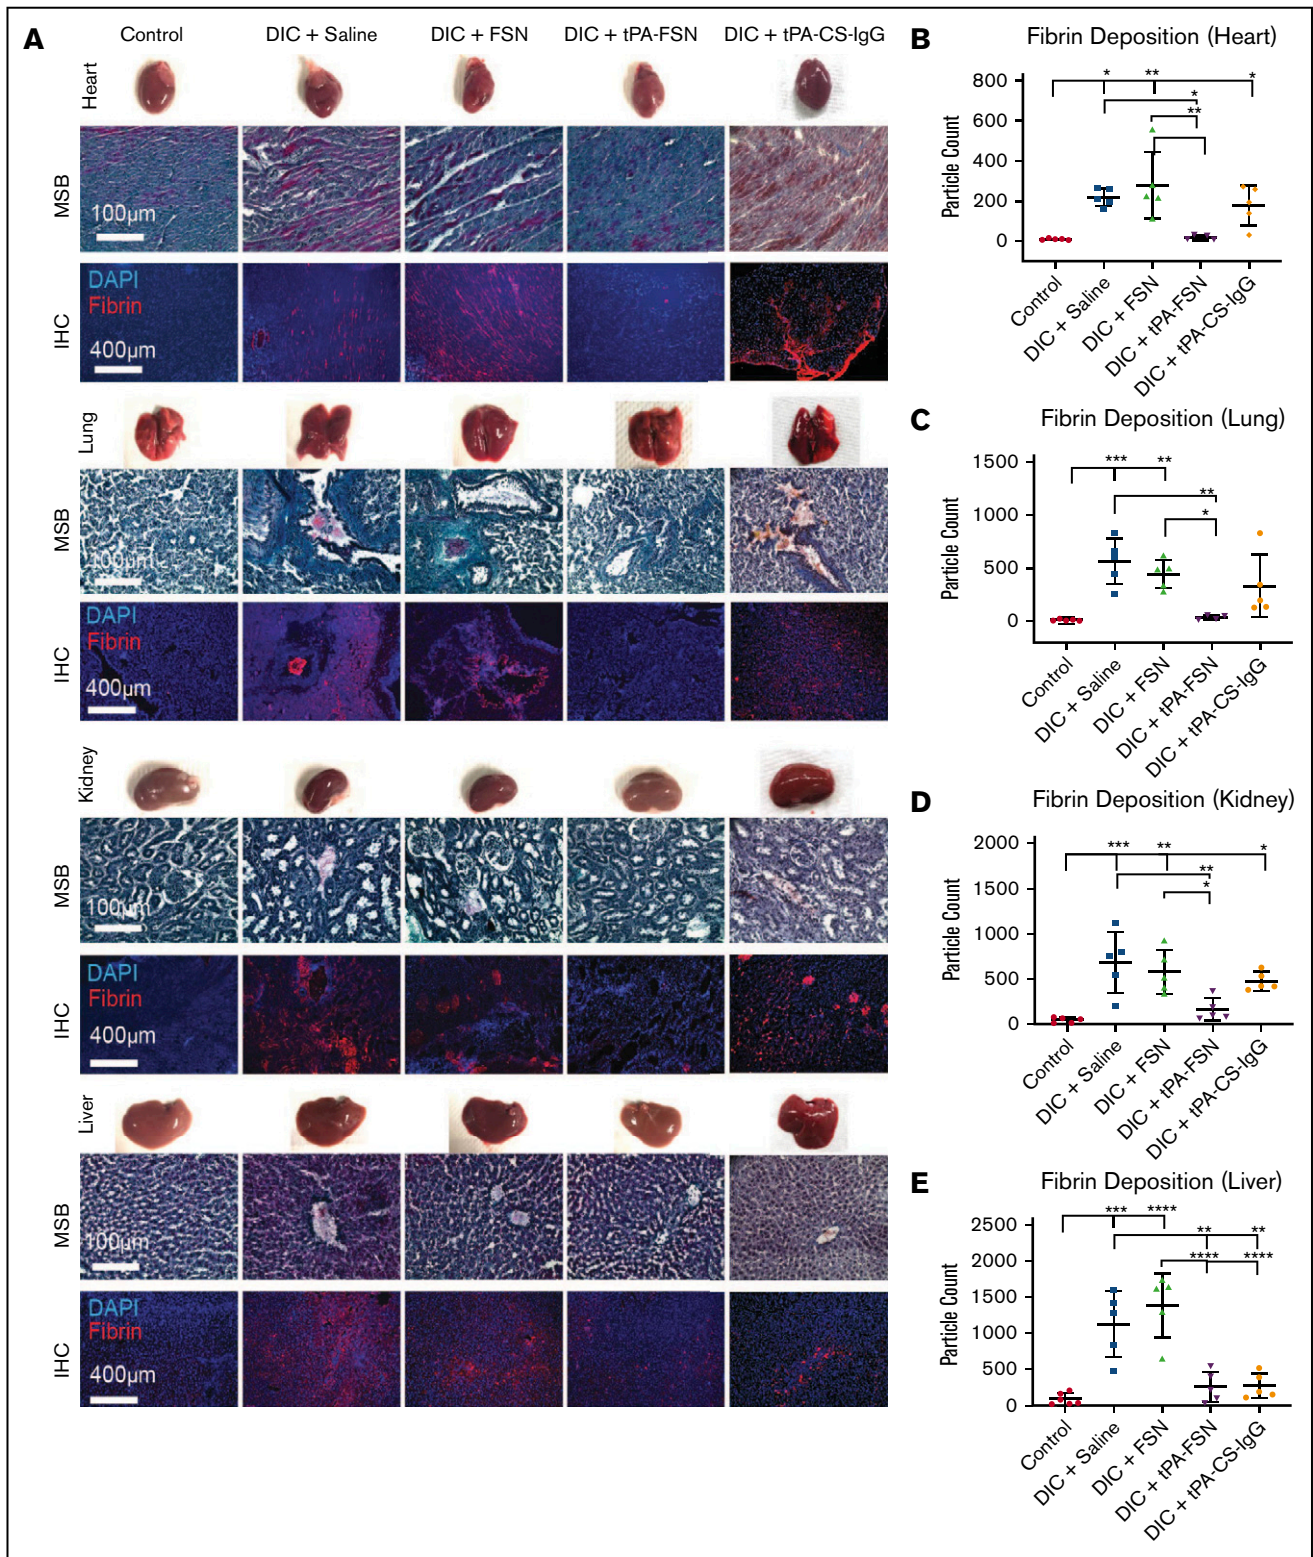 A
Control DIC + Saline DIC + FSN DIC + tPA-FSN DIC + tPA-CS-IgG
Heart
MSB
100µm
IHC
DAPI
Fibrin
400µm
Lung
MSB
100µm
IHC
DAPI
Fibrin
400µm
Kidney
MSB
100µm
IHC
DAPI
Fibrin
400µm
Liver
MSB
100µm
IHC
DAPI
Fibrin
400µm
B
Fibrin Deposition (Heart)
Particle Count
800
600
400
200
0
* ** *
*
**
Control
DIC + Saline
DIC + FSN
DIC + tPA-FSN
DIC + tPA-CS-IgG
C
Fibrin Deposition (Lung)
Particle Count
1500
1000
500
0
*** **
**
*
Control
DIC + Saline
DIC + FSN
DIC + tPA-FSN
DIC + tPA-CS-IgG
D
Fibrin Deposition (Kidney)
Particle Count
2000
1500
1000
500
0
*** ** *
**
*
Control
DIC + Saline
DIC + FSN
DIC + tPA-FSN
DIC + tPA-CS-IgG
E
Fibrin Deposition (Liver)
Particle Count
2500
2000
1500
1000
500
0
*** ****
** **
**** ****
Control
DIC + Saline
DIC + FSN
DIC + tPA-FSN
DIC + tPA-CS-IgG